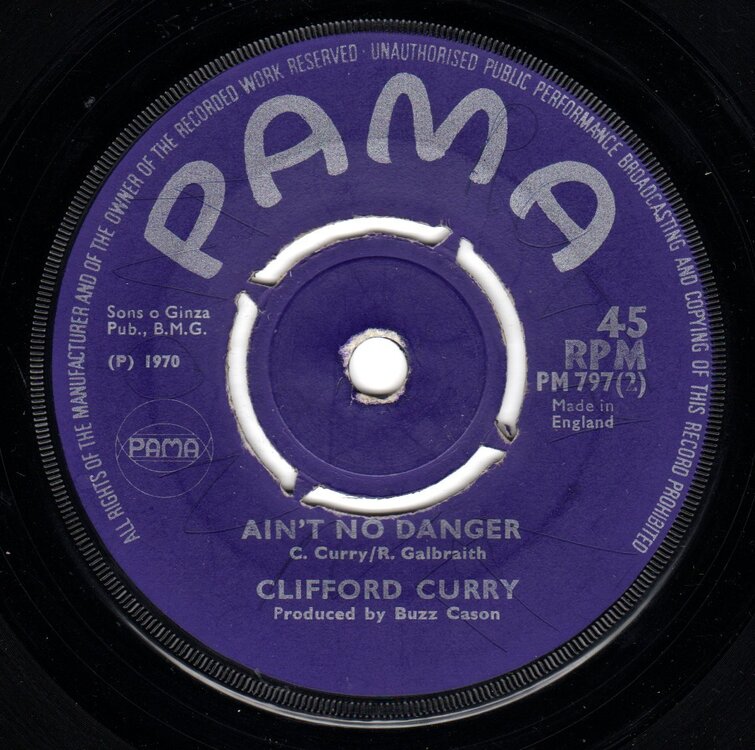 ALL RIGHTS OF THE MANUFACTURER AND OF THE OWNER OF THE RECORDED WORK RESERVED · UNAUTHORISED PUBLIC PERFORMANCE BROADCASTING AND COPYING OF THIS RECORD PROHIBITED
PAMA
Sons o Ginza
Pub., B.M.G.
(P) 1970
PAMA
45
RPM
PM 797(2)
Made in
England
AIN'T NO DANGER
C. Curry/R. Galbraith
CLIFFORD CURRY
Produced by Buzz Cason